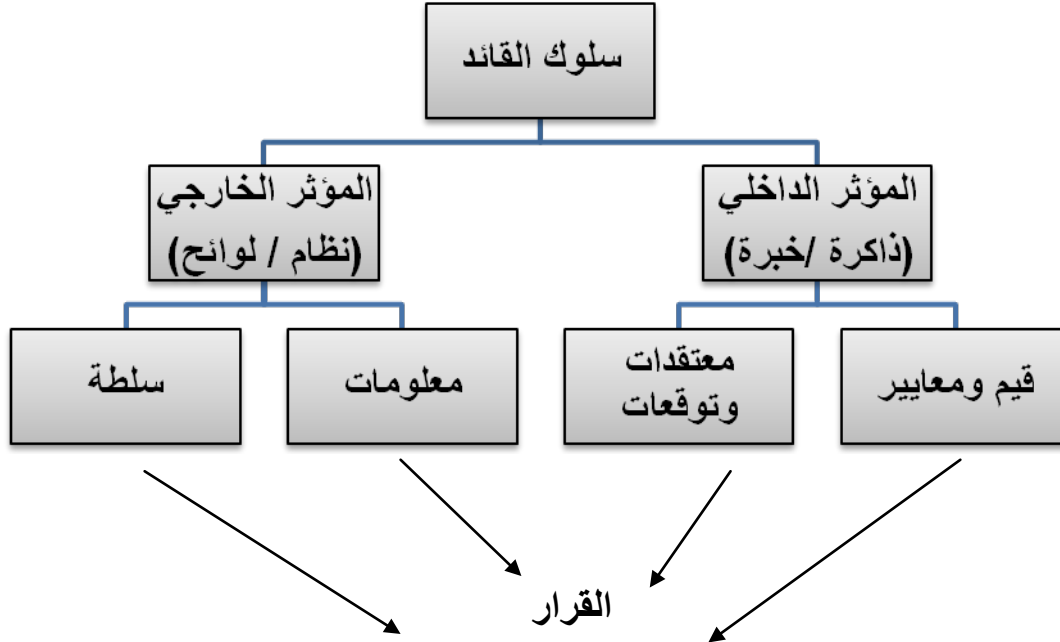 سلوك القائد
المؤثر الداخلي
(ذاكرة /خبرة)
المؤثر الخارجي
(نظام / لوائح)
قيم ومعايير
معتقدات
وتوقعات
معلومات
سلطة
القرار